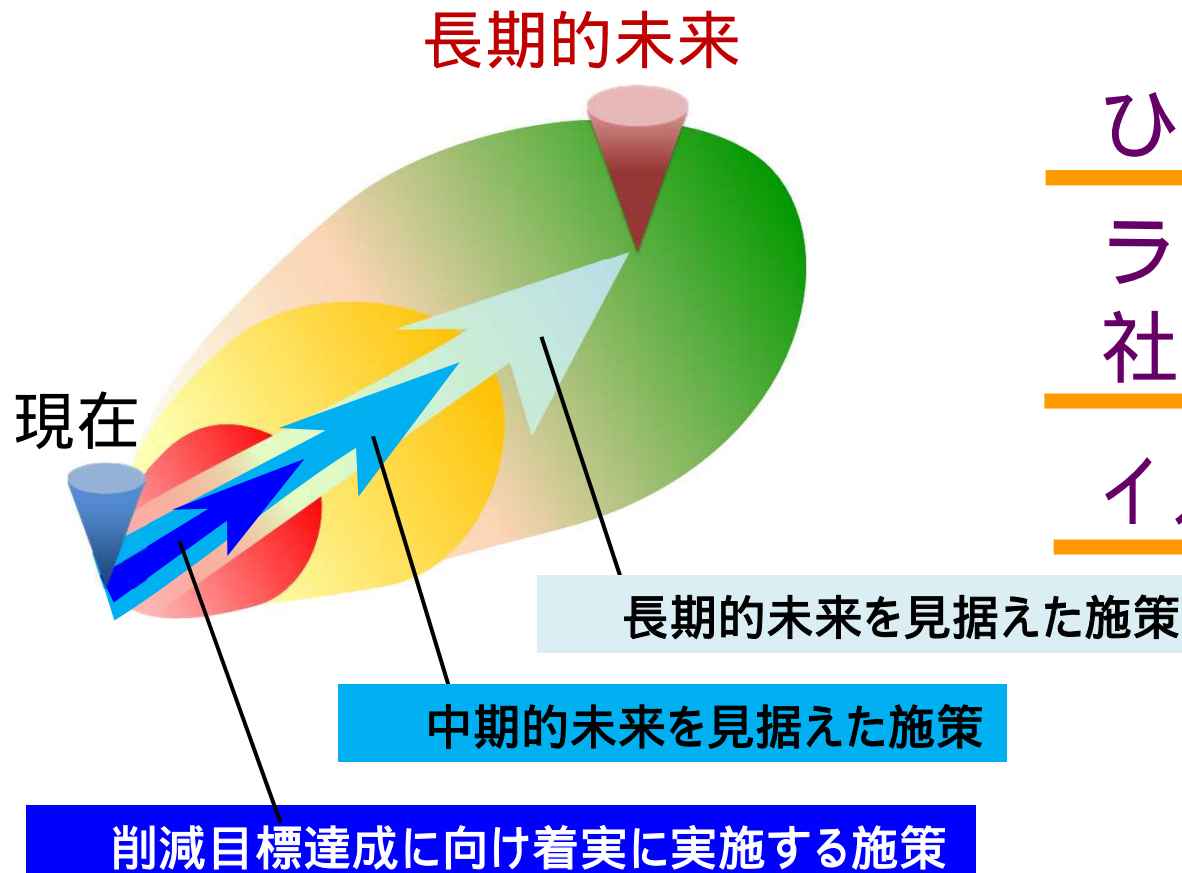 長期的未来
ひ
ラ
社
現在
イ
長期的未来を見据えた施策
中期的未来を見据えた施策
削減目標達成に向け着実に実施する施策